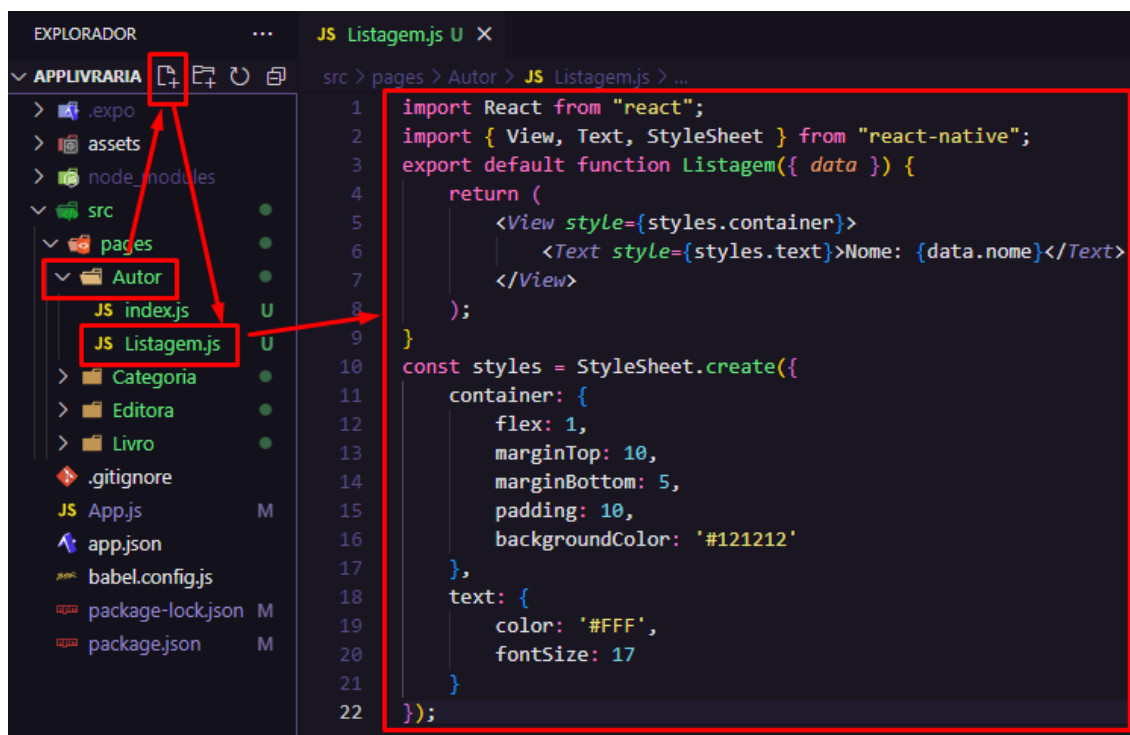 EXPLORADOR ...
APPLIVRARIA
.expo
assets
node_modules
src
pages
Autor
JS index.js U
JS Listagem.js U
Categoria
Editora
Livro
.gitignore
JS App.js M
app.json
babel.config.js
package-lock.json M
package.json M
JS Listagem.js U ×
src > pages > Autor > JS Listagem.js > ...
1 import React from "react";
2 import { View, Text, StyleSheet } from "react-native";
3 export default function Listagem({ data }) {
4     return (
5         <View style={styles.container}>
6             <Text style={styles.text}>Nome: {data.nome}</Text>
7         </View>
8     );
9 }
10 const styles = StyleSheet.create({
11     container: {
12         flex: 1,
13         marginTop: 10,
14         marginBottom: 5,
15         padding: 10,
16         backgroundColor: '#121212'
17     },
18     text: {
19         color: '#FFF',
20         fontSize: 17
21     }
22 });